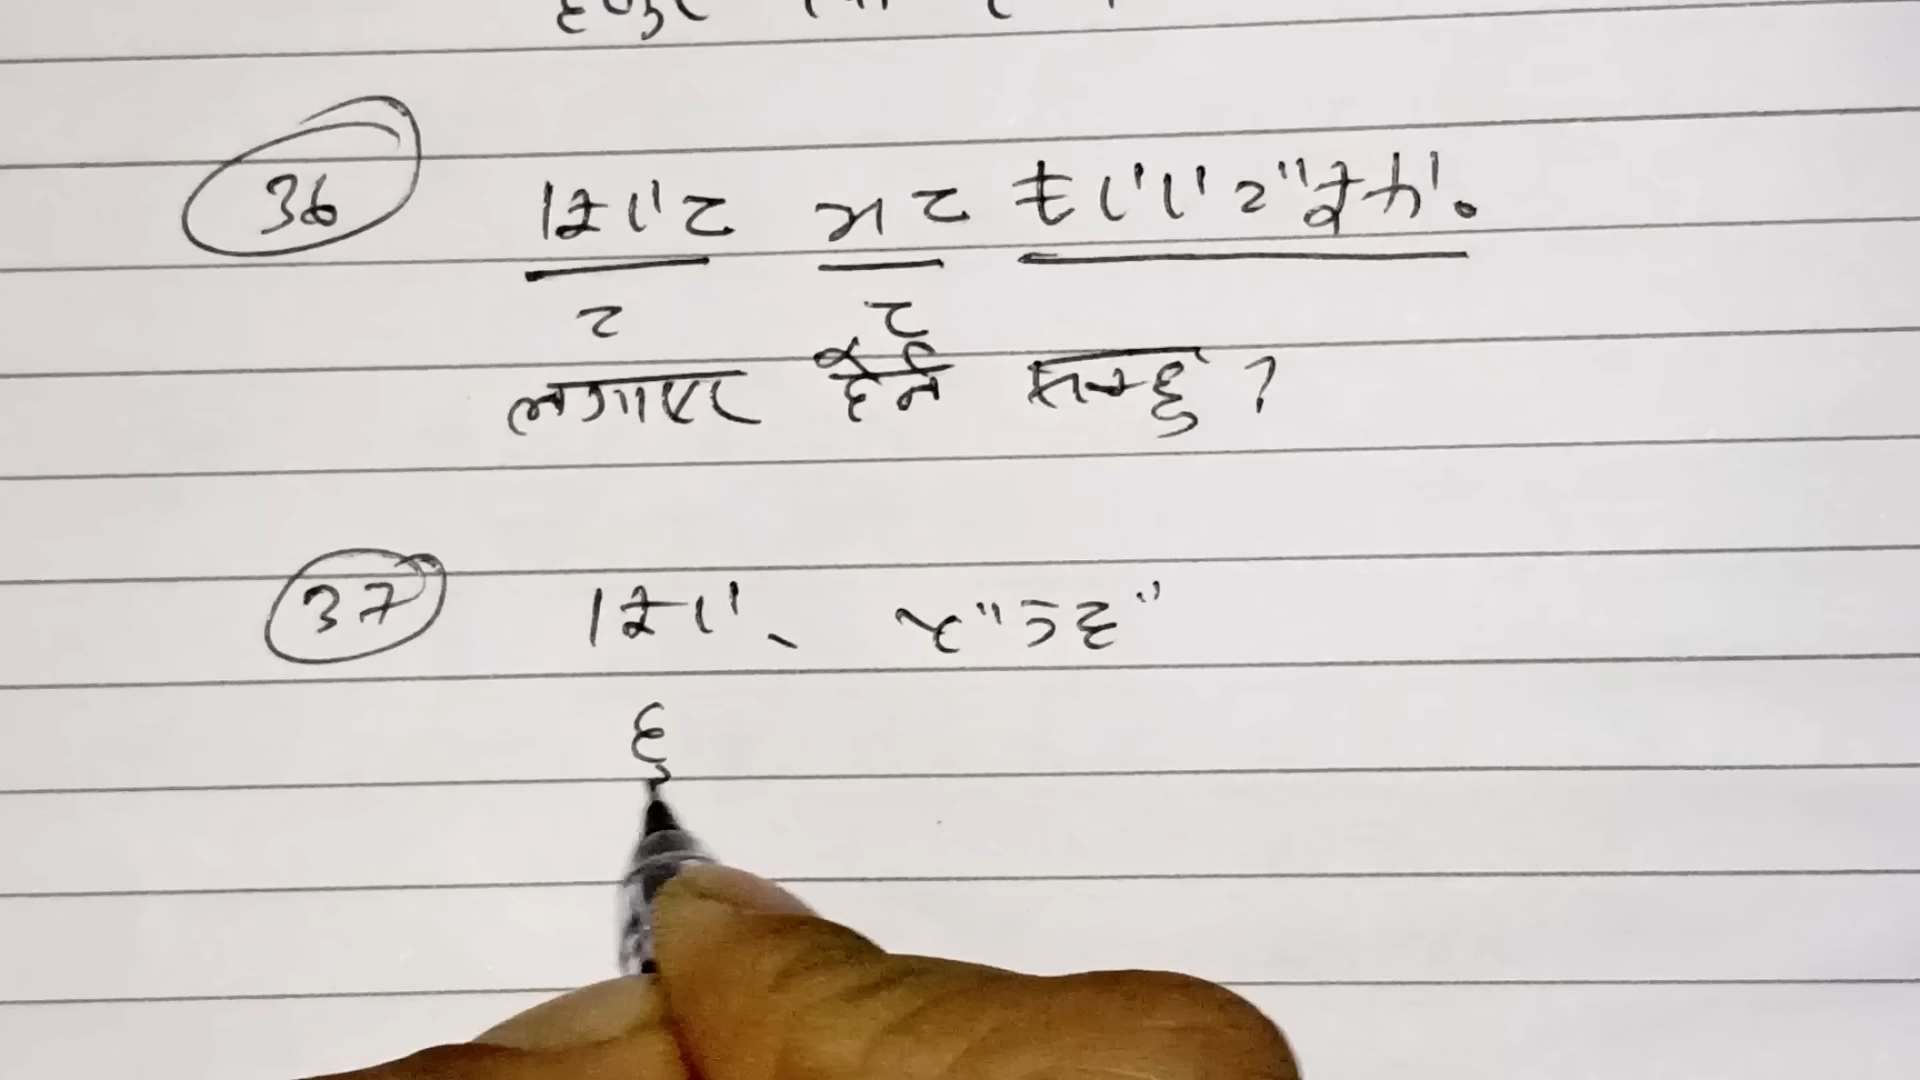 36 はいて みて もいいですか。
て て
लगाएर हेर्न सक्छु ?
37 はい、どうぞ
हु